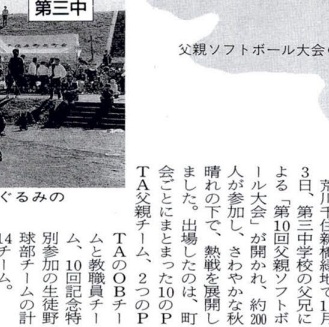 第三中
父親ソフトボール大会
ぐるみの
荒川千住新橋緑地で
3日、第三中学校の父兄に
よる「第10回父親ソフトボ
ール大会」が開かれ、約200
人が参加し、さわやかな秋
晴れの下で、熱戦を展開し
ました。出場したのは、町
会ごとにまとまった10のP
TA父親チーム、2つのP
TAのOBチー
ムと教職員チー
ム、10回記念特
別参加の生徒野
球部チームの計
14チーム。